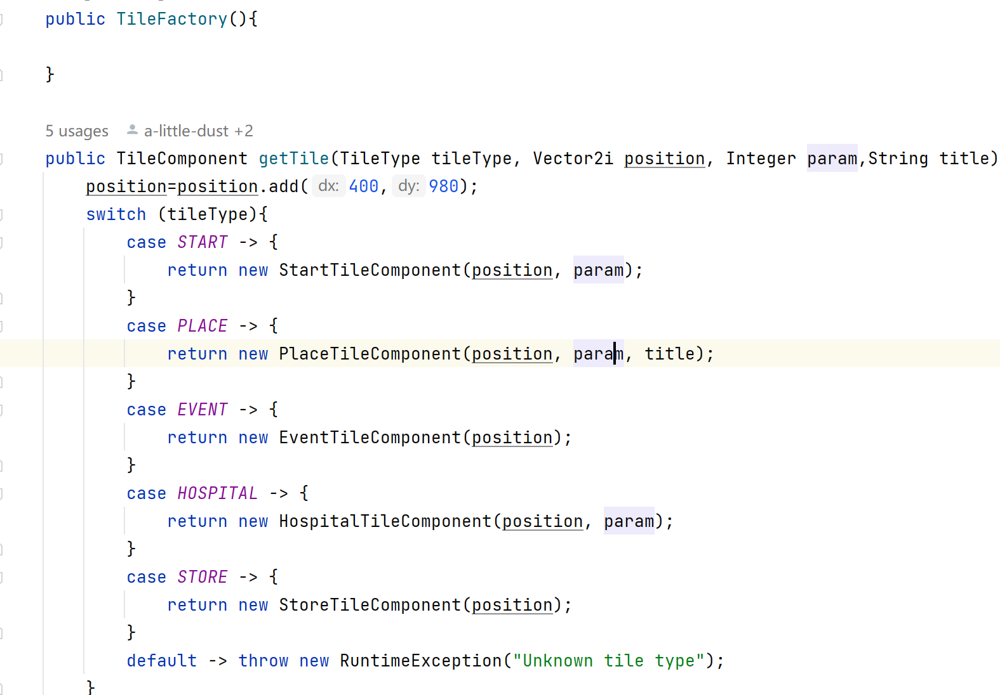 public TileFactory(){
}
5 usages a-little-dust +2
public TileComponent getTile(TileType tileType, Vector2i position, Integer param,String title)
position=position.add( dx: 400, dy: 980);
switch (tileType){
case START -> {
return new StartTileComponent(position, param);
}
case PLACE -> {
return new PlaceTileComponent(position, param, title);
}
case EVENT -> {
return new EventTileComponent(position);
}
case HOSPITAL -> {
return new HospitalTileComponent(position, param);
}
case STORE -> {
return new StoreTileComponent(position);
}
default -> throw new RuntimeException("Unknown tile type");
}